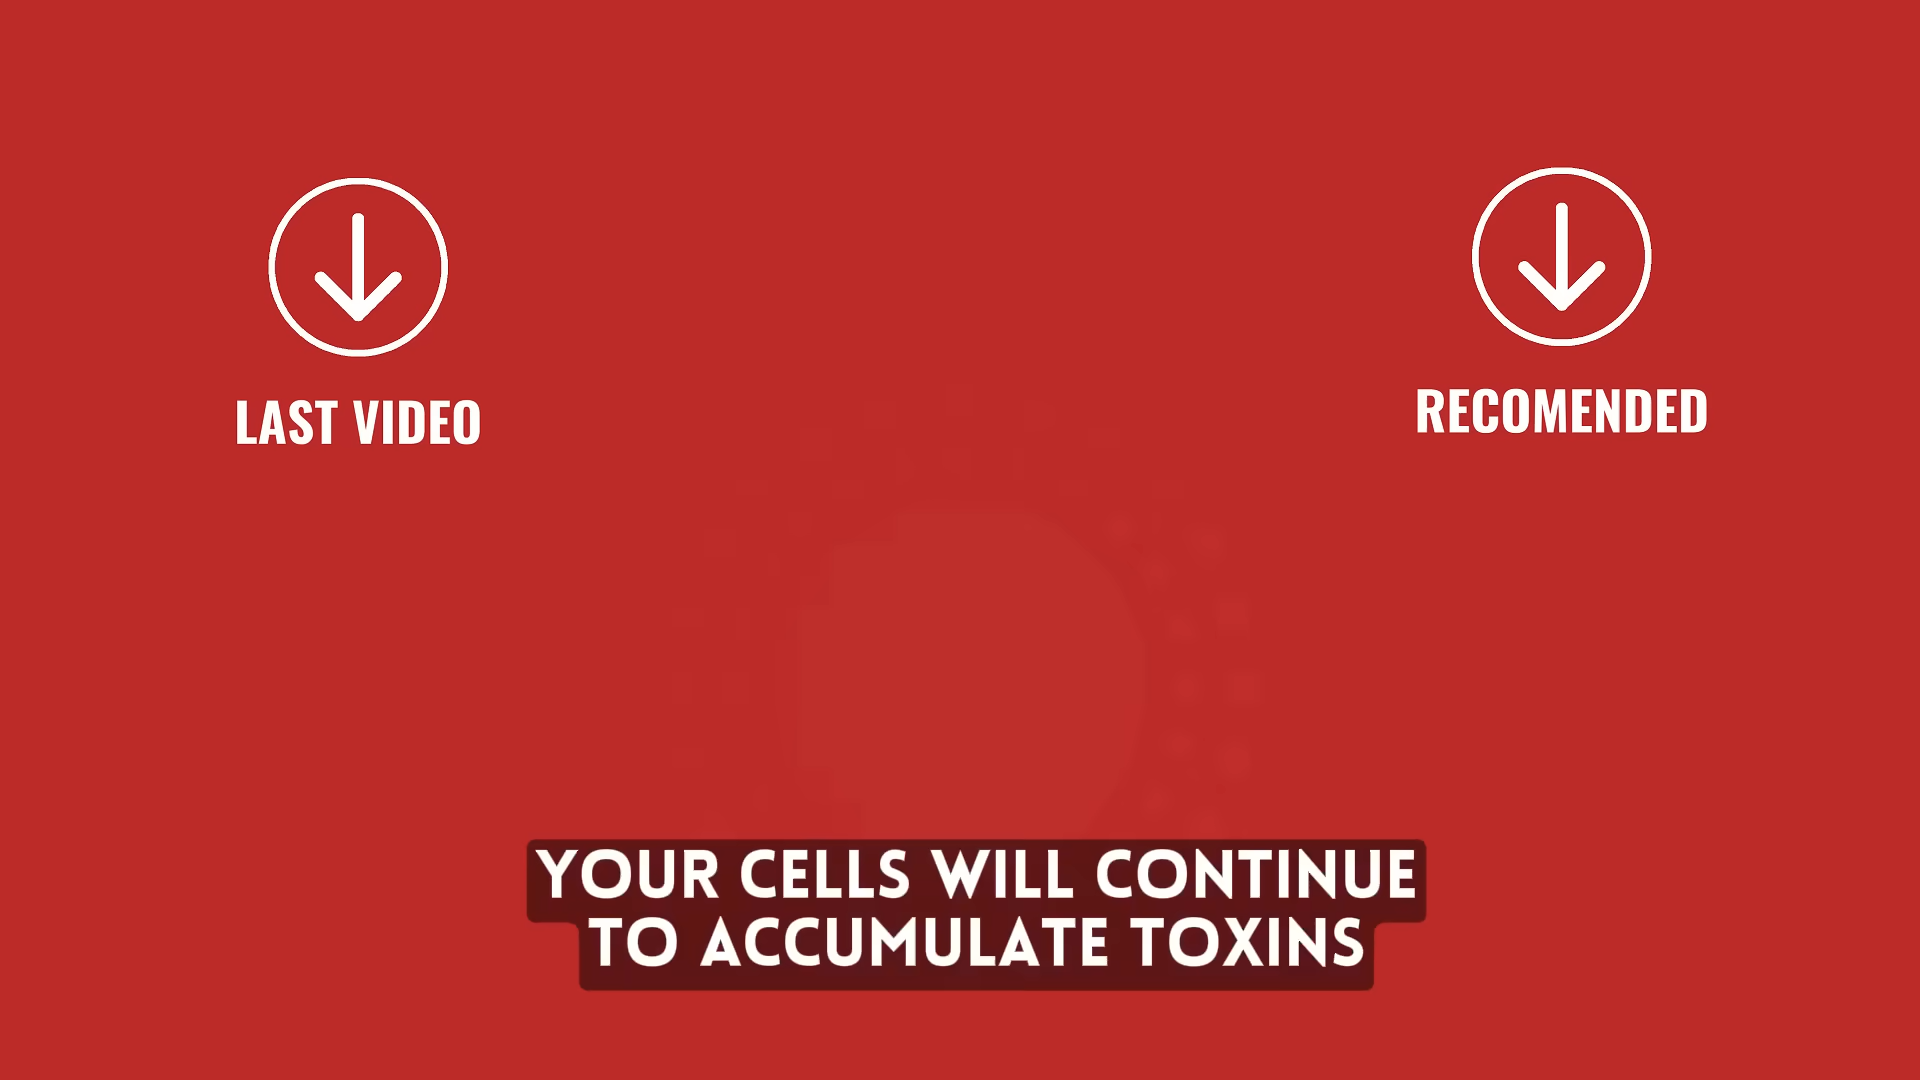 LAST VIDEO
RECOMENDED
YOUR CELLS WILL CONTINUE
TO ACCUMULATE TOXINS